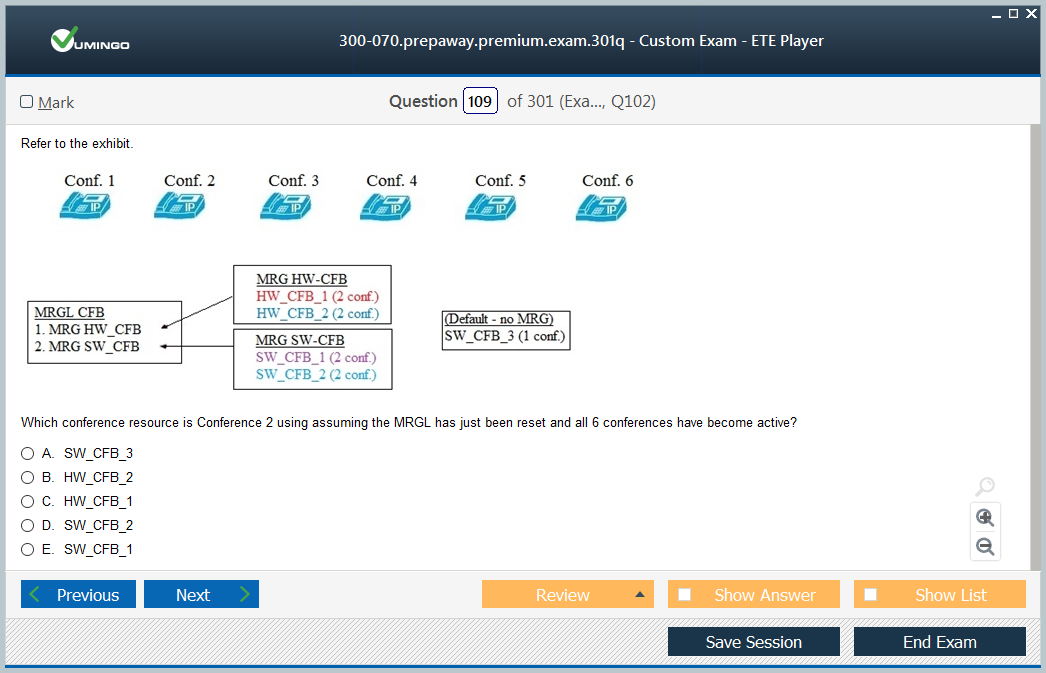 VUMINGO
300-070.prepaway.premium.exam.301q - Custom Exam - ETE Player
Mark
Question 109 of 301 (Exa..., Q102)
Refer to the exhibit.
Conf. 1 Conf. 2 Conf. 3 Conf. 4 Conf. 5 Conf. 6
IP IP IP IP IP IP
MRGL CFB
1. MRG HW_CFB
2. MRG SW_CFB
MRG HW-CFB
HW_CFB_1 (2 conf.)
HW_CFB_2 (2 conf.)
MRG SW-CFB
SW_CFB_1 (2 conf.)
SW_CFB_2 (2 conf.)
(Default - no MRG)
SW_CFB_3 (1 conf.)
Which conference resource is Conference 2 using assuming the MRGL has just been reset and all 6 conferences have become active?
A. SW_CFB_3
B. HW_CFB_2
C. HW_CFB_1
D. SW_CFB_2
E. SW_CFB_1
Previous Next Review Show Answer Show List
Save Session End Exam